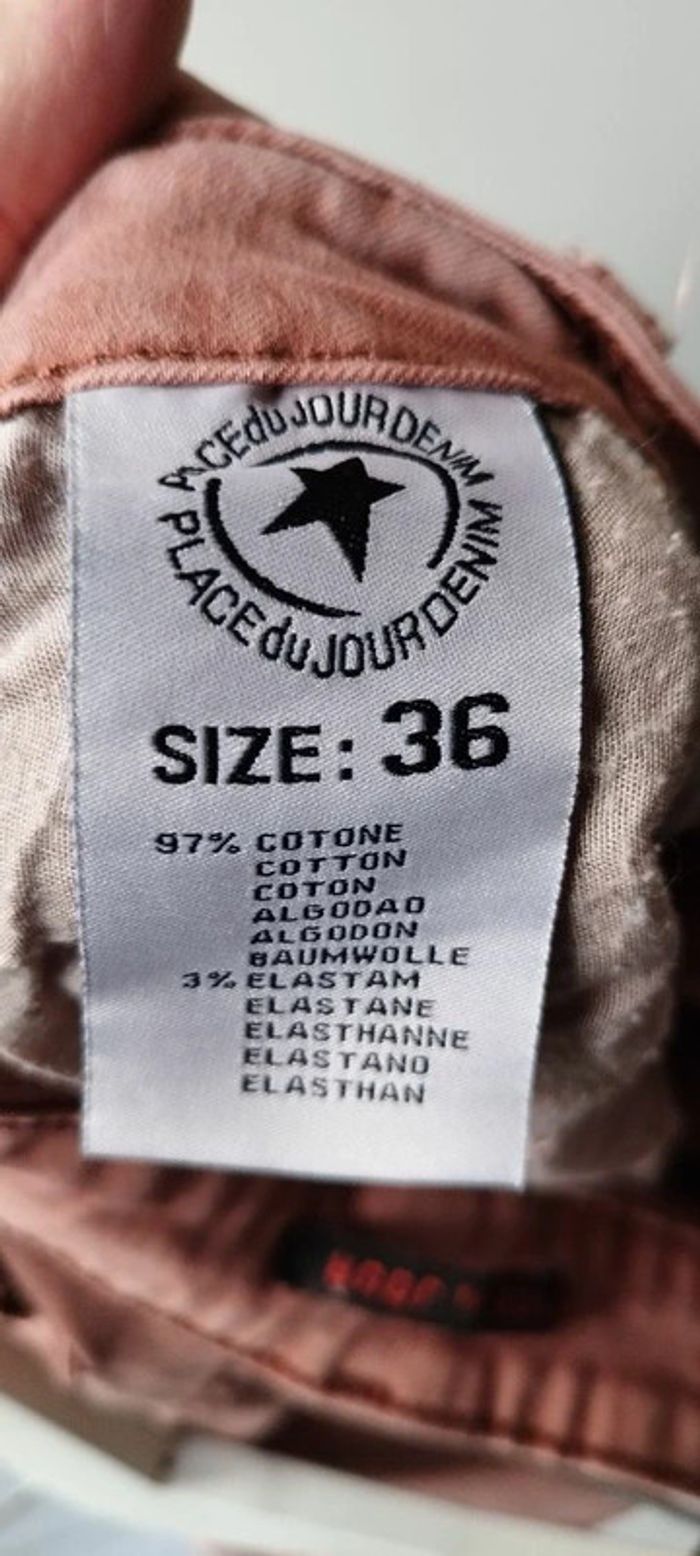 PLACEduJOURDENIM
PLACEduJOURDENIM
SIZE: 36
97% COTONE
COTTON
COTON
ALGODAO
ALGODON
BAUMWOLLE
3% ELASTAM
ELASTANE
ELASTHANNE
ELASTANO
ELASTHAN